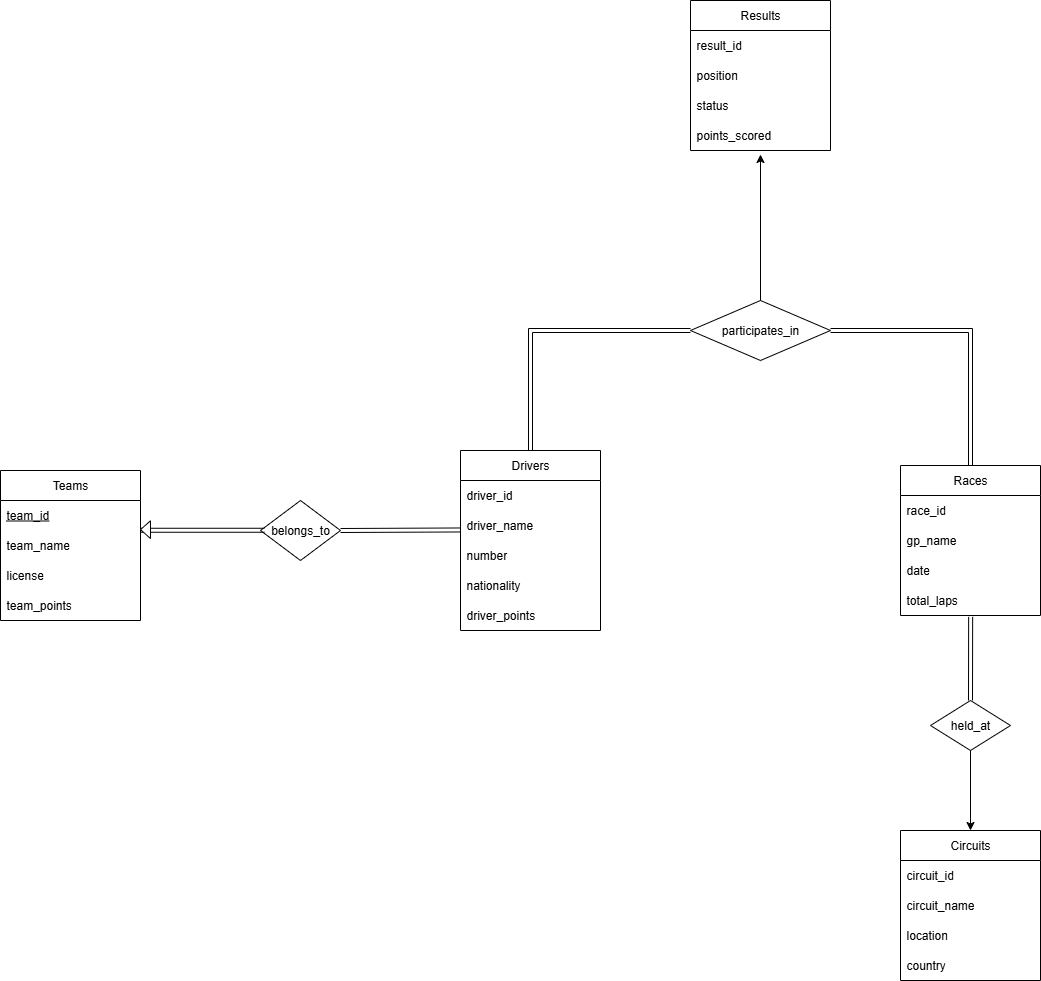 Results
result_id
position
status
points_scored
participates_in
Teams
team_id
team_name
license
team_points
belongs_to
Drivers
driver_id
driver_name
number
nationality
driver_points
Races
race_id
gp_name
date
total_laps
held_at
Circuits
circuit_id
circuit_name
location
country